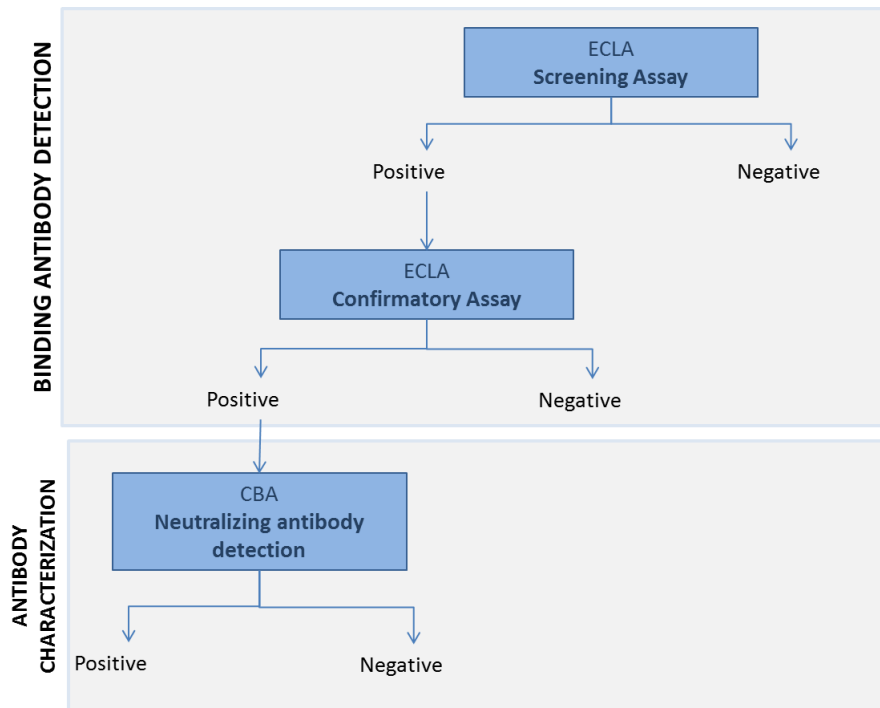 BINDING ANTIBODY DETECTION
ECLA
Screening Assay
Positive
Negative
ECLA
Confirmatory Assay
Positive
Negative
ANTIBODY
CHARACTERIZATION
CBA
Neutralizing antibody
detection
Positive
Negative